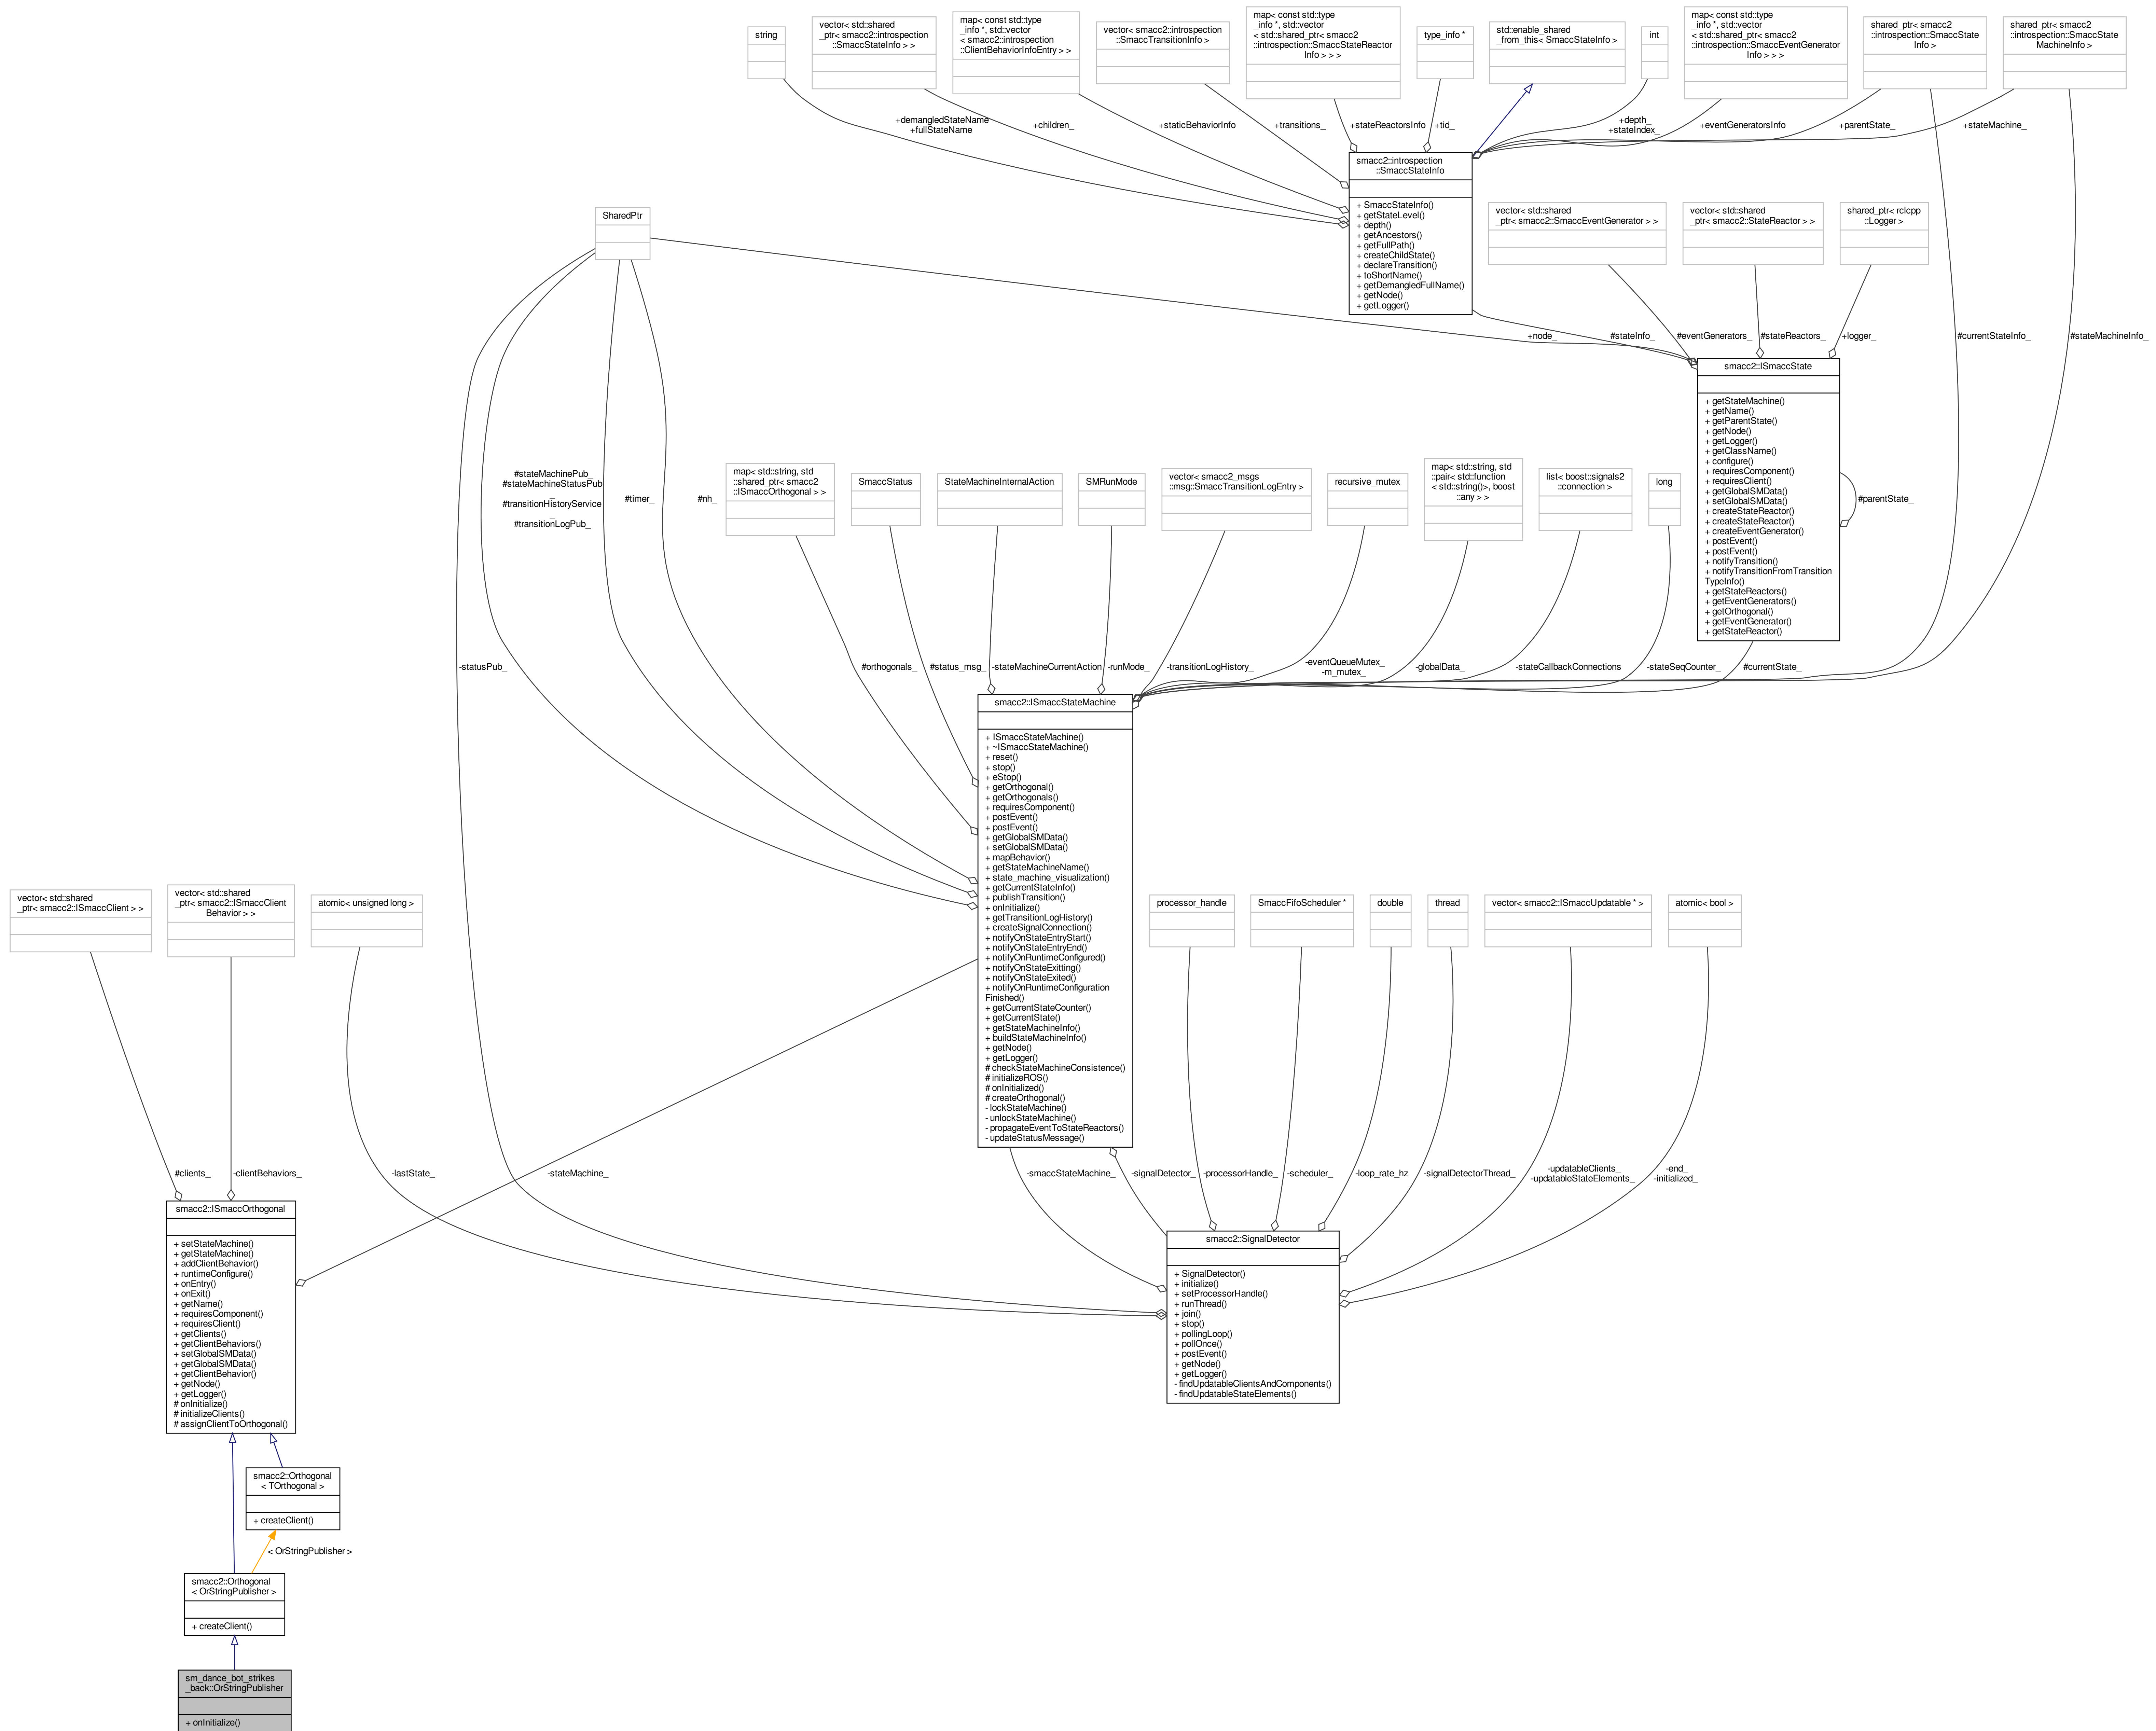 string
vector< std::shared
_ptr< smacc2::introspection
::SmaccStateInfo > >
map< const std::type
_info *, std::vector
< smacc2::introspection
::ClientBehaviorInfoEntry > >
vector< smacc2::introspection
::SmaccTransitionInfo >
map< const std::type
_info *, std::vector
< std::shared_ptr< smacc2
::introspection::SmaccStateReactor
Info > > >
type_info *
std::enable_shared
_from_this< SmaccStateInfo >
int
map< const std::type
_info *, std::vector
< std::shared_ptr< smacc2
::introspection::SmaccEventGenerator
Info > > >
shared_ptr< smacc2
::introspection::SmaccState
Info >
shared_ptr< smacc2
::introspection::SmaccState
MachineInfo >
+demangledStateName
+fullStateName
+children_
+staticBehaviorInfo
+transitions_
+stateReactorsInfo
+tid_
+depth_
+stateIndex_
+eventGeneratorsInfo
+parentState_
+stateMachine_
smacc2::introspection
::SmaccStateInfo
+ SmaccStateInfo()
+ getStateLevel()
+ depth()
+ getAncestors()
+ getFullPath()
+ createChildState()
+ declareTransition()
+ toShortName()
+ getDemangledFullName()
+ getNode()
+ getLogger()
SharedPtr
vector< std::shared
_ptr< smacc2::SmaccEventGenerator > >
vector< std::shared
_ptr< smacc2::StateReactor > >
shared_ptr< rclcpp
::Logger >
+node_
#stateInfo_
#eventGenerators_
#stateReactors_
+logger_
#currentStateInfo_
#stateMachineInfo_
smacc2::ISmaccState
+ getStateMachine()
+ getName()
+ getParentState()
+ getNode()
+ getLogger()
+ getClassName()
+ configure()
+ requiresComponent()
+ requiresClient()
+ getGlobalSMData()
+ setGlobalSMData()
+ createStateReactor()
+ createStateReactor()
+ createEventGenerator()
+ postEvent()
+ postEvent()
+ notifyTransition()
+ notifyTransitionFromTransition
TypeInfo()
+ getStateReactors()
+ getEventGenerators()
+ getOrthogonal()
+ getEventGenerator()
+ getStateReactor()
#parentState_
#stateMachinePub_
#stateMachineStatusPub
_
#transitionHistoryService
_
#transitionLogPub_
#timer_
#nh_
map< std::string, std
::shared_ptr< smacc2
::ISmaccOrthogonal > >
SmaccStatus
StateMachineInternalAction
SMRunMode
vector< smacc2_msgs
::msg::SmaccTransitionLogEntry >
recursive_mutex
map< std::string, std
::pair< std::function
< std::string()>, boost
::any > >
list< boost::signals2
::connection >
long
-statusPub_
#orthogonals_
#status_msg_
-stateMachineCurrentAction
-runMode_
-transitionLogHistory_
-eventQueueMutex_
-m_mutex_
-globalData_
-stateCallbackConnections
-stateSeqCounter_
#currentState_
smacc2::ISmaccStateMachine
+ ISmaccStateMachine()
+ ~ISmaccStateMachine()
+ reset()
+ stop()
+ eStop()
+ getOrthogonal()
+ getOrthogonals()
+ requiresComponent()
+ postEvent()
+ postEvent()
+ getGlobalSMData()
+ setGlobalSMData()
+ mapBehavior()
+ getStateMachineName()
+ state_machine_visualization()
+ getCurrentStateInfo()
+ publishTransition()
+ onInitialize()
+ getTransitionLogHistory()
+ createSignalConnection()
+ notifyOnStateEntryStart()
+ notifyOnStateEntryEnd()
+ notifyOnRuntimeConfigured()
+ notifyOnStateExitting()
+ notifyOnStateExited()
+ notifyOnRuntimeConfiguration
Finished()
+ getCurrentStateCounter()
+ getCurrentState()
+ getStateMachineInfo()
+ buildStateMachineInfo()
+ getNode()
+ getLogger()
# checkStateMachineConsistence()
# initializeROS()
# onInitialized()
# createOrthogonal()
- lockStateMachine()
- unlockStateMachine()
- propagateEventToStateReactors()
- updateStatusMessage()
vector< std::shared
_ptr< smacc2::ISmaccClient > >
vector< std::shared
_ptr< smacc2::ISmaccClient
Behavior > >
atomic< unsigned long >
processor_handle
SmaccFifoScheduler *
double
thread
vector< smacc2::ISmaccUpdatable * >
atomic< bool >
#clients_
-clientBehaviors_
-lastState_
-stateMachine_
-smaccStateMachine_
-signalDetector_
-processorHandle_
-scheduler_
-loop_rate_hz
-signalDetectorThread_
-updatableClients_
-updatableStateElements_
-end_
-initialized_
smacc2::ISmaccOrthogonal
+ setStateMachine()
+ getStateMachine()
+ addClientBehavior()
+ runtimeConfigure()
+ onEntry()
+ onExit()
+ getName()
+ requiresComponent()
+ requiresClient()
+ getClients()
+ getClientBehaviors()
+ setGlobalSMData()
+ getGlobalSMData()
+ getClientBehavior()
+ getNode()
+ getLogger()
# onInitialize()
# initializeClients()
# assignClientToOrthogonal()
smacc2::SignalDetector
+ SignalDetector()
+ initialize()
+ setProcessorHandle()
+ runThread()
+ join()
+ stop()
+ pollingLoop()
+ pollOnce()
+ postEvent()
+ getNode()
+ getLogger()
- findUpdatableClientsAndComponents()
- findUpdatableStateElements()
smacc2::Orthogonal
< TOrthogonal >
+ createClient()
< OrStringPublisher >
smacc2::Orthogonal
< OrStringPublisher >
+ createClient()
sm_dance_bot_strikes
_back::OrStringPublisher
+ onInitialize()